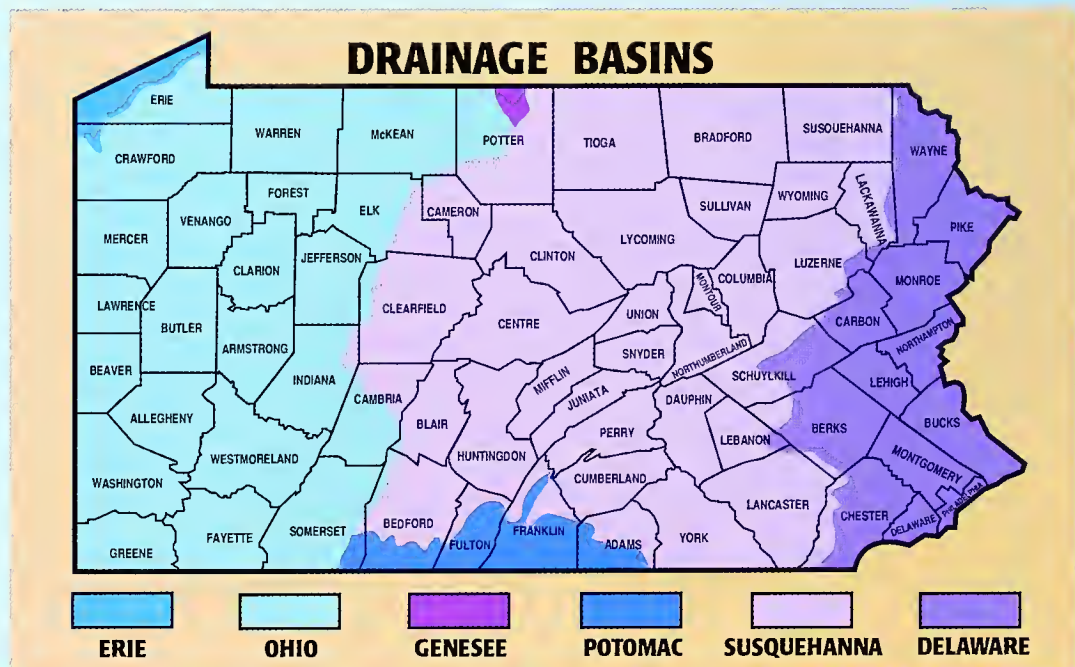 DRAINAGE BASINS
ERIE
WARREN
McKEAN
POTTER
TIOGA
BRADFORD
SUSQUEHANNA
WAYNE
CRAWFORD
FOREST
ELK
CAMERON
SULLIVAN
WYOMING
LACKAWANNA
PIKE
MERCER
VENANGO
CLARION
JEFFERSON
CLINTON
LYCOMING
COLUMBIA
LUZERNE
MONROE
LAWRENCE
BUTLER
ARMSTRONG
CLEARFIELD
CENTRE
UNION
MONTOUR
CARBON
NORTHAMPTON
BEAVER
INDIANA
SNYDER
NORTHUMBERLAND
SCHUYLKILL
LEHIGH
ALLEGHENY
CAMBRIA
BLAIR
MIFFLIN
JUNIATA
DAUPHIN
PERRY
LEBANON
BERKS
BUCKS
WASHINGTON
WESTMORELAND
HUNTINGDON
CUMBERLAND
LANCASTER
MONTGOMERY
PHILADELPHIA
GREENE
FAYETTE
SOMERSET
BEDFORD
FULTON
FRANKLIN
ADAMS
YORK
CHESTER
DELAWARE
ERIE
OHIO
GENESEE
POTOMAC
SUSQUEHANNA
DELAWARE